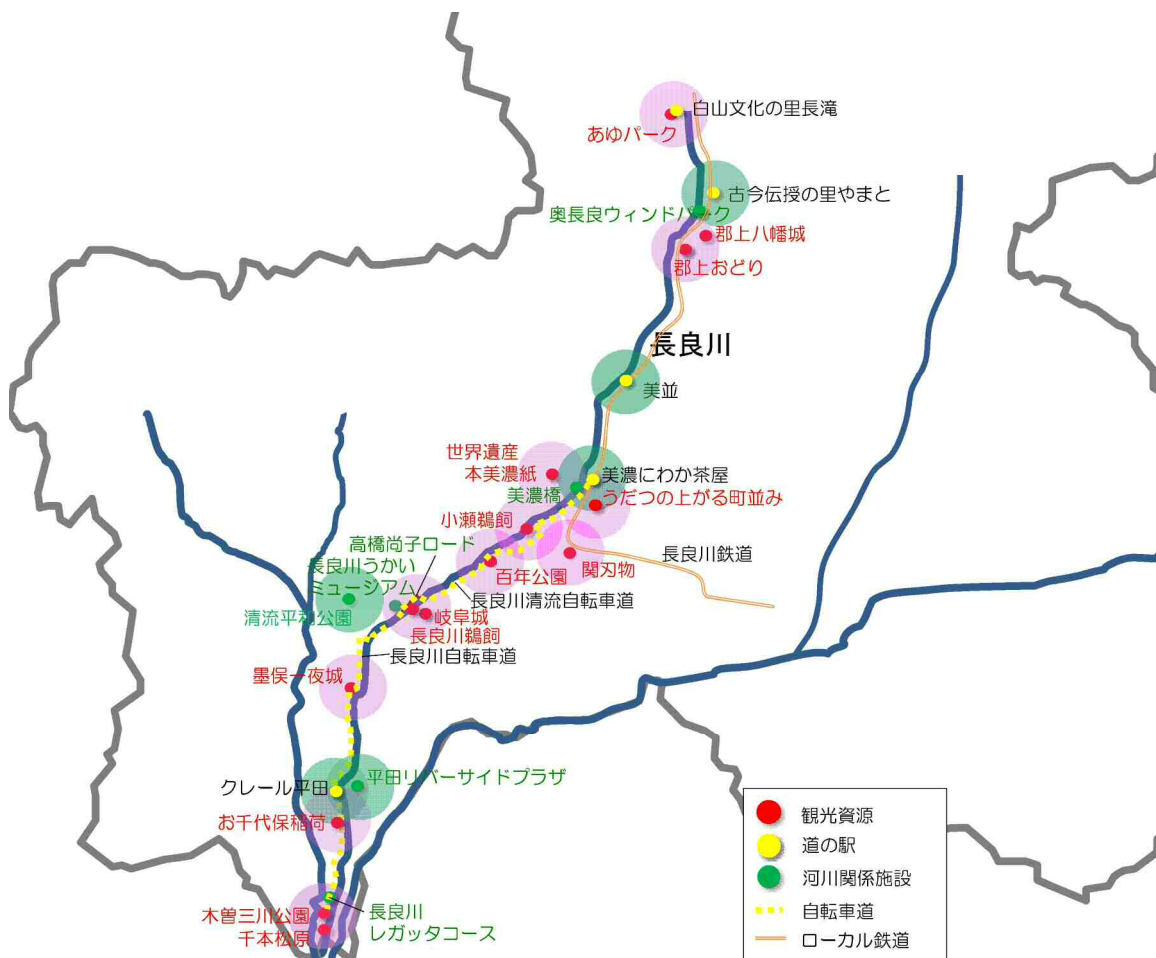 白山文化の里長滝
あゆパーク
古今伝授の里やまと
奥長良ウィンドパーク
郡上八幡城
郡上おどり
長良川
美並
世界遺産
本美濃紙
美濃にわか茶屋
美濃橋
うだつの上がる町並み
小瀬鵜飼
高橋尚子ロード
長良川うかい
ミュージアム
百年公園
関刃物
長良川鉄道
長良川清流自転車道
清流平和公園
岐阜城
長良川鵜飼
長良川自転車道
墨俣一夜城
クレール平田
平田リバーサイドプラザ
お千代保稲荷
木曽三川公園
千本松原
長良川
レガッタコース
観光資源
道の駅
河川関係施設
自転車道
ローカル鉄道